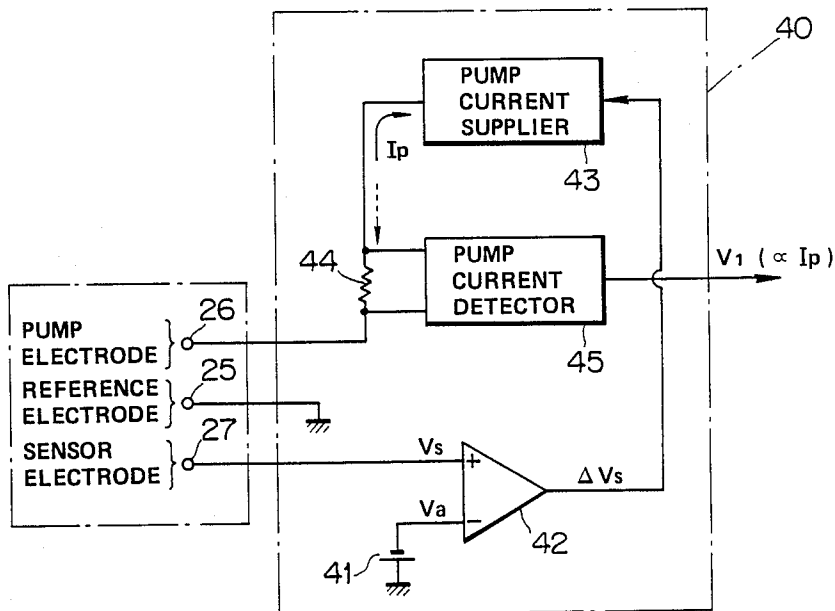 40
PUMP
CURRENT
SUPPLIER
43
Ip
44
PUMP
CURRENT
DETECTOR
45
V1 (∝ Ip)
PUMP
ELECTRODE
26
REFERENCE
ELECTRODE
25
SENSOR
ELECTRODE
27
Vs
+
ΔVs
Va
−
42
41